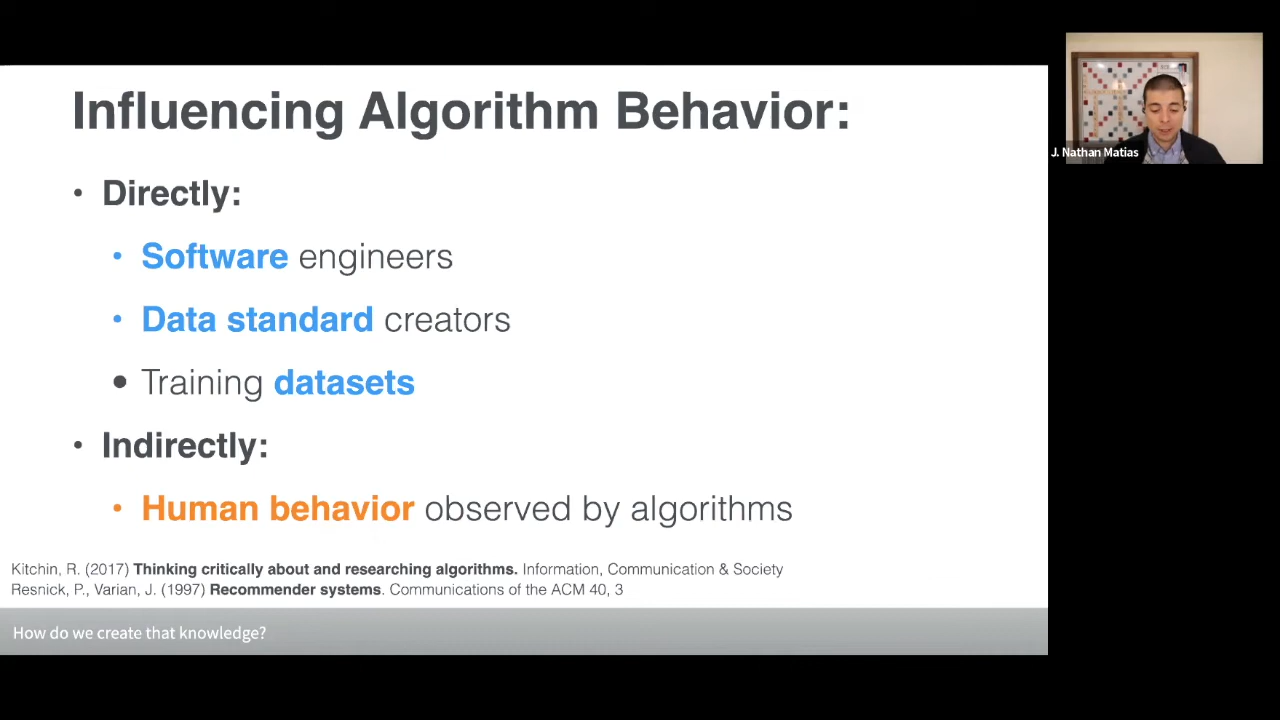 Influencing Algorithm Behavior:
• Directly:
• Software engineers
• Data standard creators
• Training datasets
• Indirectly:
• Human behavior observed by algorithms
Kitchin, R. (2017) Thinking critically about and researching algorithms. Information, Communication & Society
Resnick, P., Varian, J. (1997) Recommender systems. Communications of the ACM 40, 3
How do we create that knowledge?
J. Nathan Matias